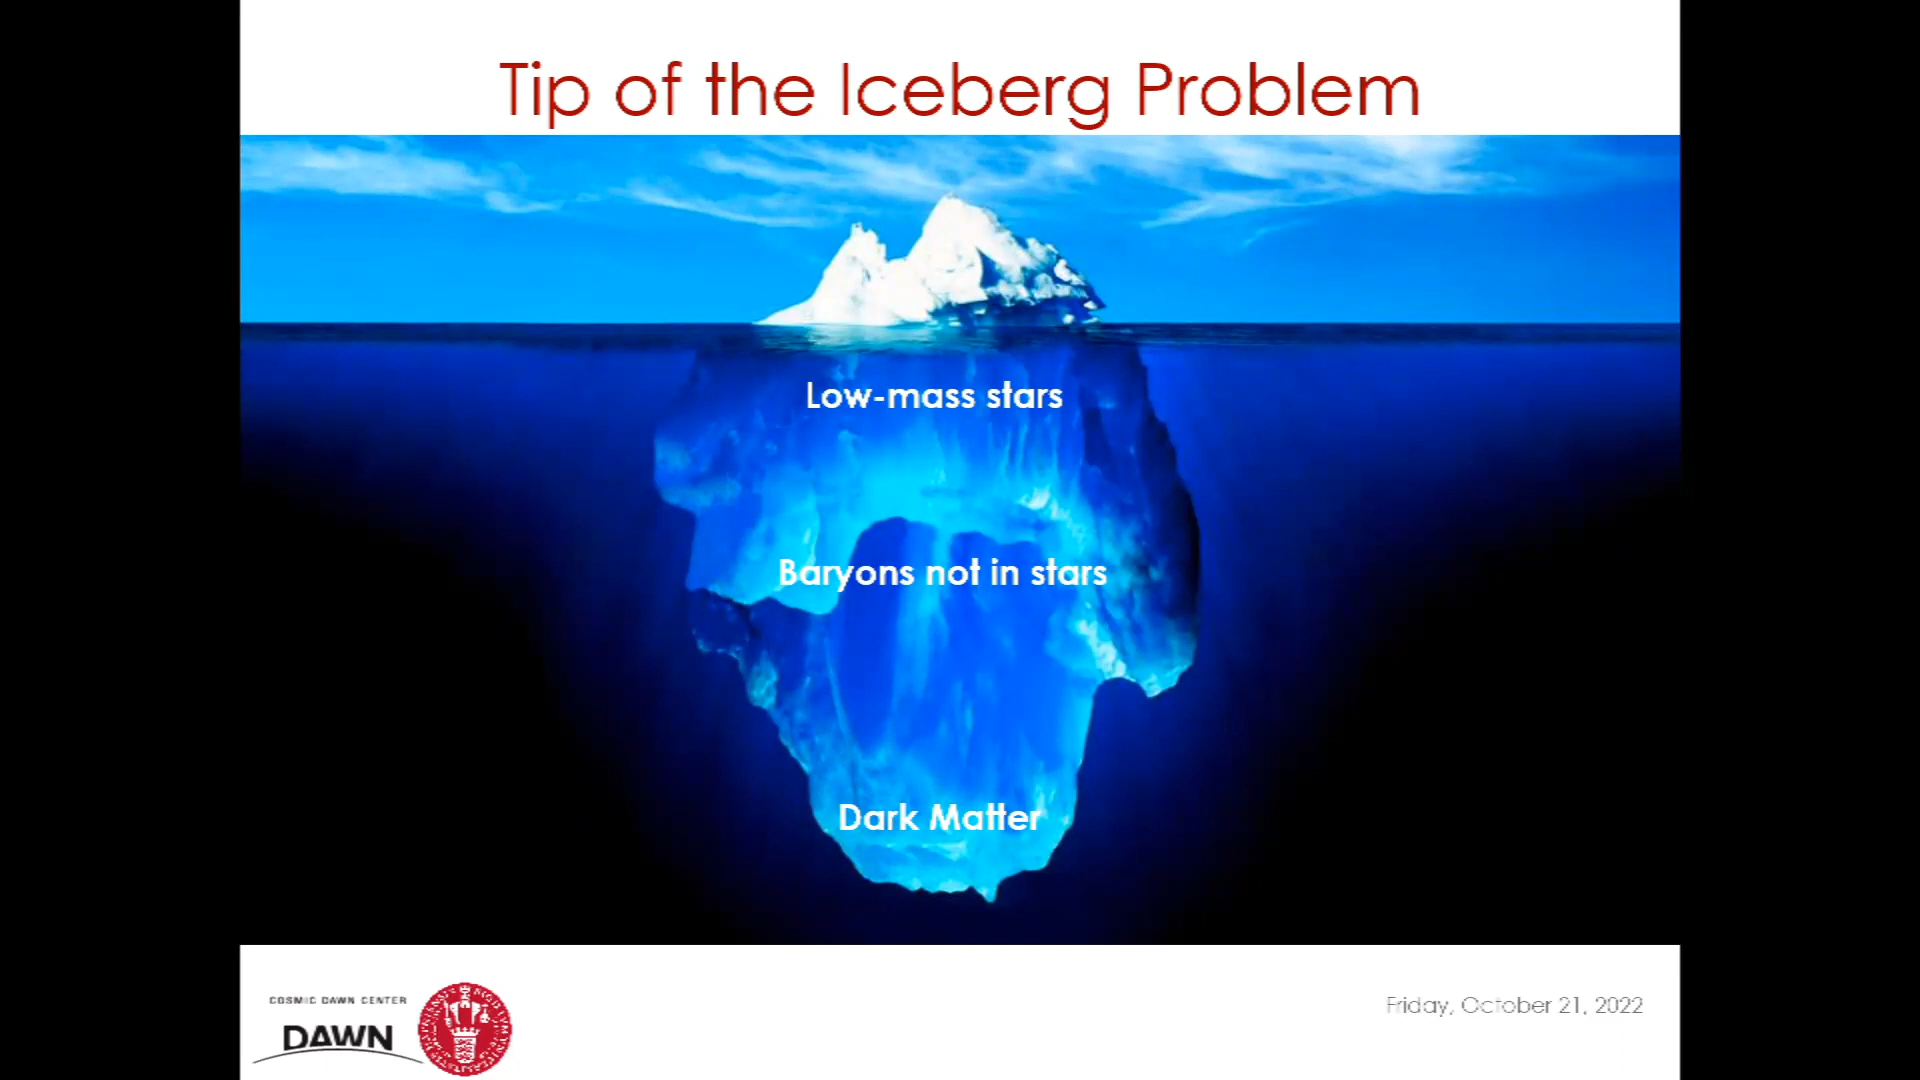 Tip of the Iceberg Problem
Low-mass stars
Baryons not in stars
Dark Matter
COSMIC DAWN CENTER
DAWN
Friday, October 21, 2022